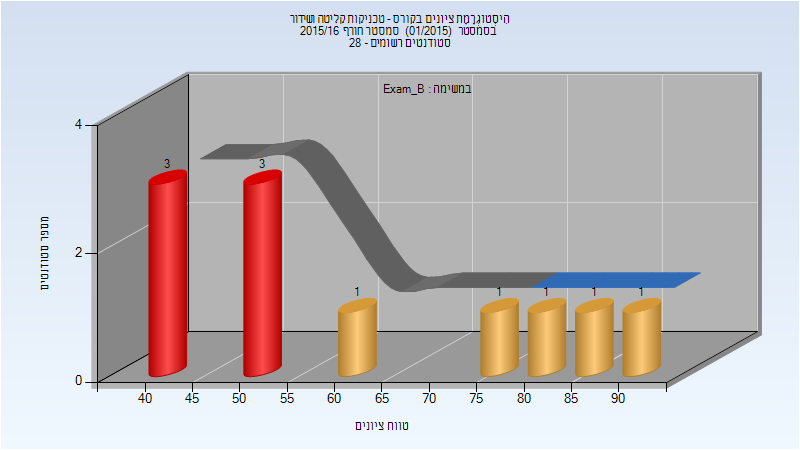 היסטוגרמת ציונים בקורס - טכניקות קליטה ושידור
בסמסטר (01/2015) סמסטר חורף 2015/16
סטודנטים רשומים - 28
במשימה : Exam_B
מספר סטודנטים
4
2
0
3
3
1
1
1
1
1
40 45 50 55 60 65 70 75 80 85 90
טווח ציונים